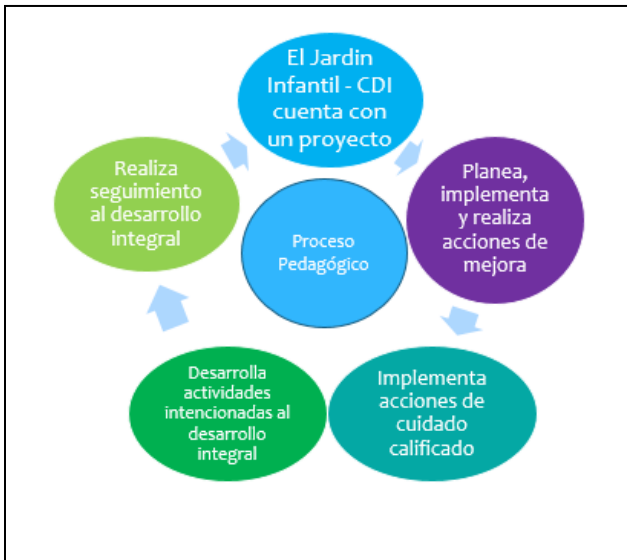 El Jardin
Infantil - CDI
cuenta con
un proyecto
Planea,
implementa
y realiza
acciones de
mejora
Implementa
acciones de
cuidado
calificado
Desarrolla
actividades
intencionadas al
desarrollo
integral
Realiza
seguimiento
al desarrollo
integral
Proceso
Pedagógico